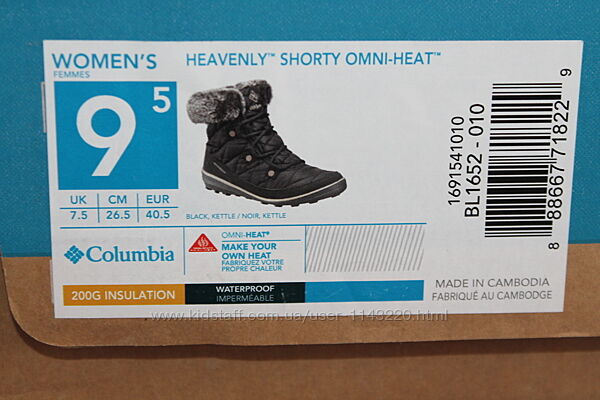 WOMEN'S
FEMMES
HEAVENLY™ SHORTY OMNI-HEAT™
9 5
UK CM EUR
7.5 26.5 40.5
BLACK, KETTLE / NOIR, KETTLE
Columbia
OMNI-HEAT®
MAKE YOUR
OWN HEAT
FABRIQUEZ VOTRE
PROPRE CHALEUR
200G INSULATION
WATERPROOF
IMPERMÉABLE
1691541010
BL1652 - 010
8 88667 71822 9
MADE IN CAMBODIA
FABRIQUÉ AU CAMBODGE
www.kidstaff.com.ua/user-1143220.html